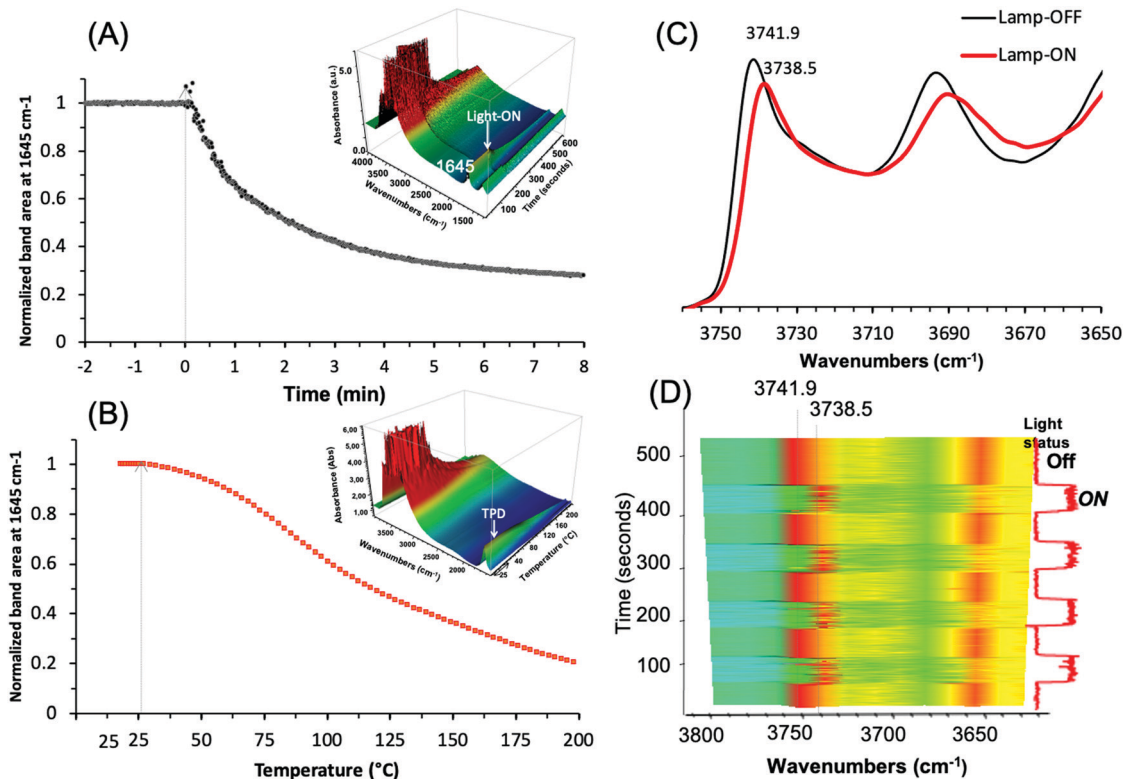 (A)
Normalized band area at 1645 cm-1
1
0.8
0.6
0.4
0.2
0
-2 -1 0 1 2 3 4 5 6 7 8
Time (min)
Absorbance (a.u.)
5.0
0.0
Light-ON
1645
4000 3500 3000 2500 2000 1500
Wavenumbers (cm⁻¹)
100 200 300 400 500 600
Time (seconds)
(B)
Normalized band area at 1645 cm-1
1
0.8
0.6
0.4
0.2
0
25 25 50 75 100 125 150 175 200
Temperature (°C)
Absorbance (Abs)
6,00
5,00
4,00
3,00
2,00
1,00
TPD
3500 3000 2500 2000
Wavenumbers (cm⁻¹)
25 40 80 120 160 200
Temperature (°C)
(C)
Lamp-OFF
Lamp-ON
3741.9
3738.5
3750 3730 3710 3690 3670 3650
Wavenumbers (cm⁻¹)
(D)
3741.9
3738.5
Light
status
Off
ON
500
400
300
200
100
Time (seconds)
3800 3750 3700 3650
Wavenumbers (cm⁻¹)